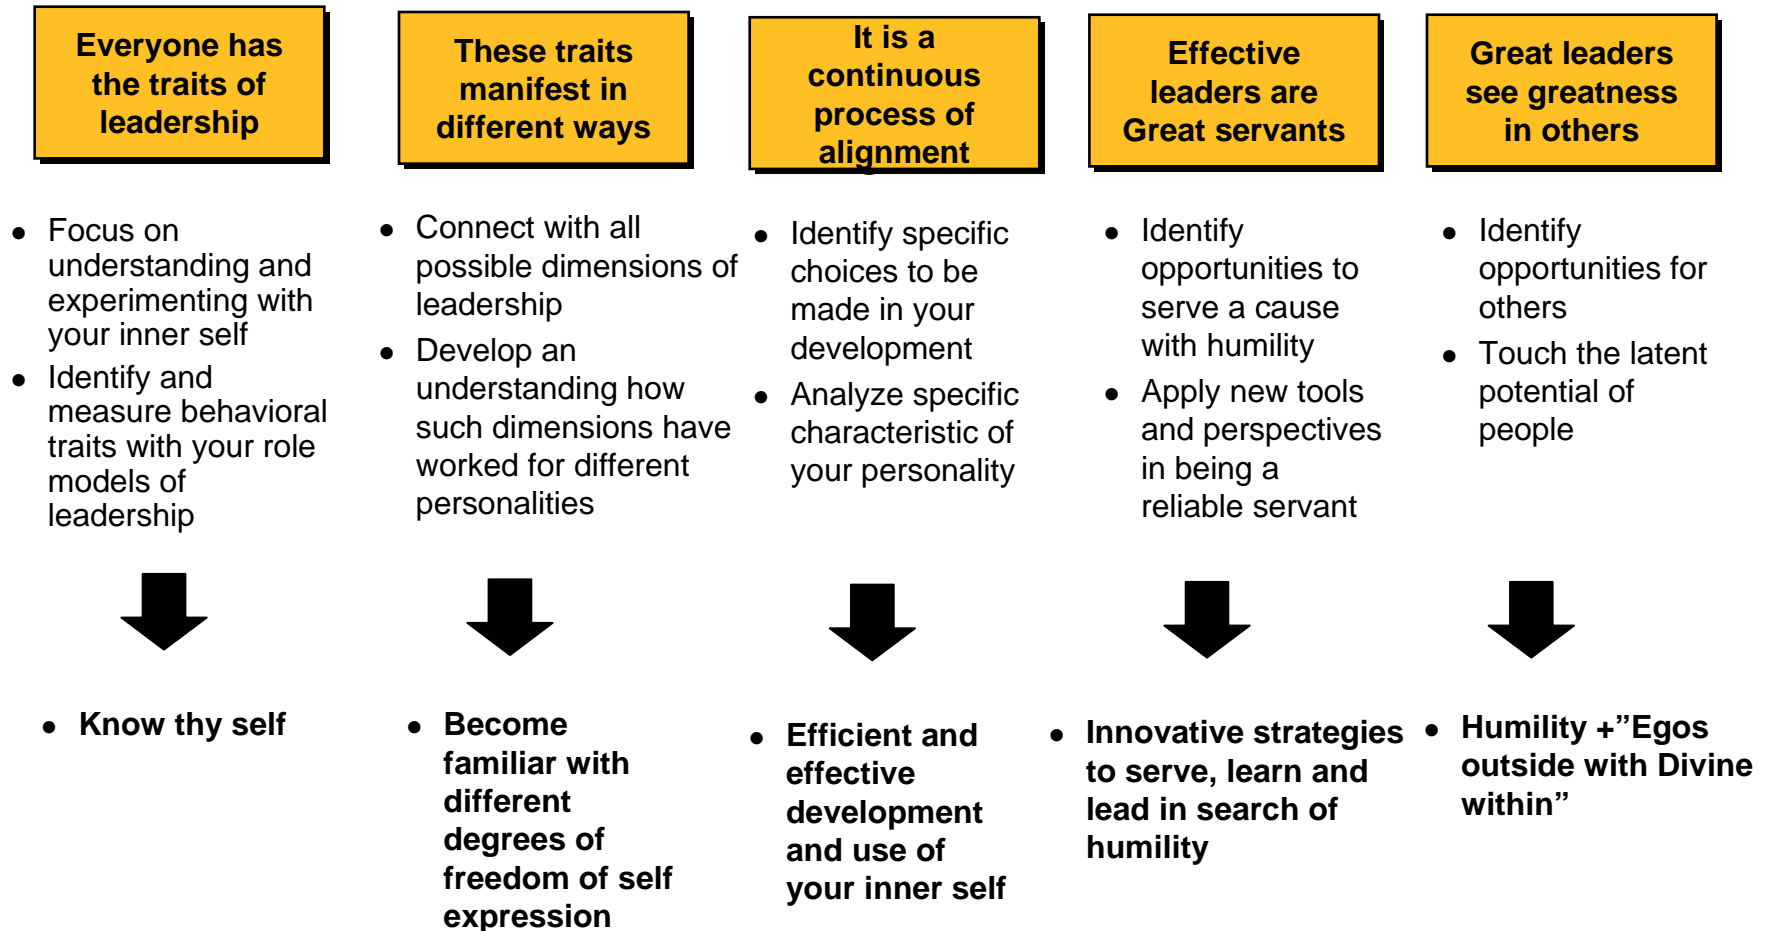 Everyone has
the traits of
leadership
These traits
manifest in
different ways
It is a
continuous
process of
alignment
Effective
leaders are
Great servants
Great leaders
see greatness
in others
● Focus on
understanding and
experimenting with
your inner self
● Identify and
measure behavioral
traits with your role
models of
leadership
● Connect with all
possible dimensions of
leadership
● Develop an
understanding how
such dimensions have
worked for different
personalities
● Identify specific
choices to be
made in your
development
● Analyze specific
characteristic of
your personality
● Identify
opportunities to
serve a cause
with humility
● Apply new tools
and perspectives
in being a
reliable servant
● Identify
opportunities for
others
● Touch the latent
potential of
people
● Know thy self
● Become
familiar with
different
degrees of
freedom of self
expression
● Efficient and
effective
development
and use of
your inner self
● Innovative strategies
to serve, learn and
lead in search of
humility
● Humility +”Egos
outside with Divine
within”